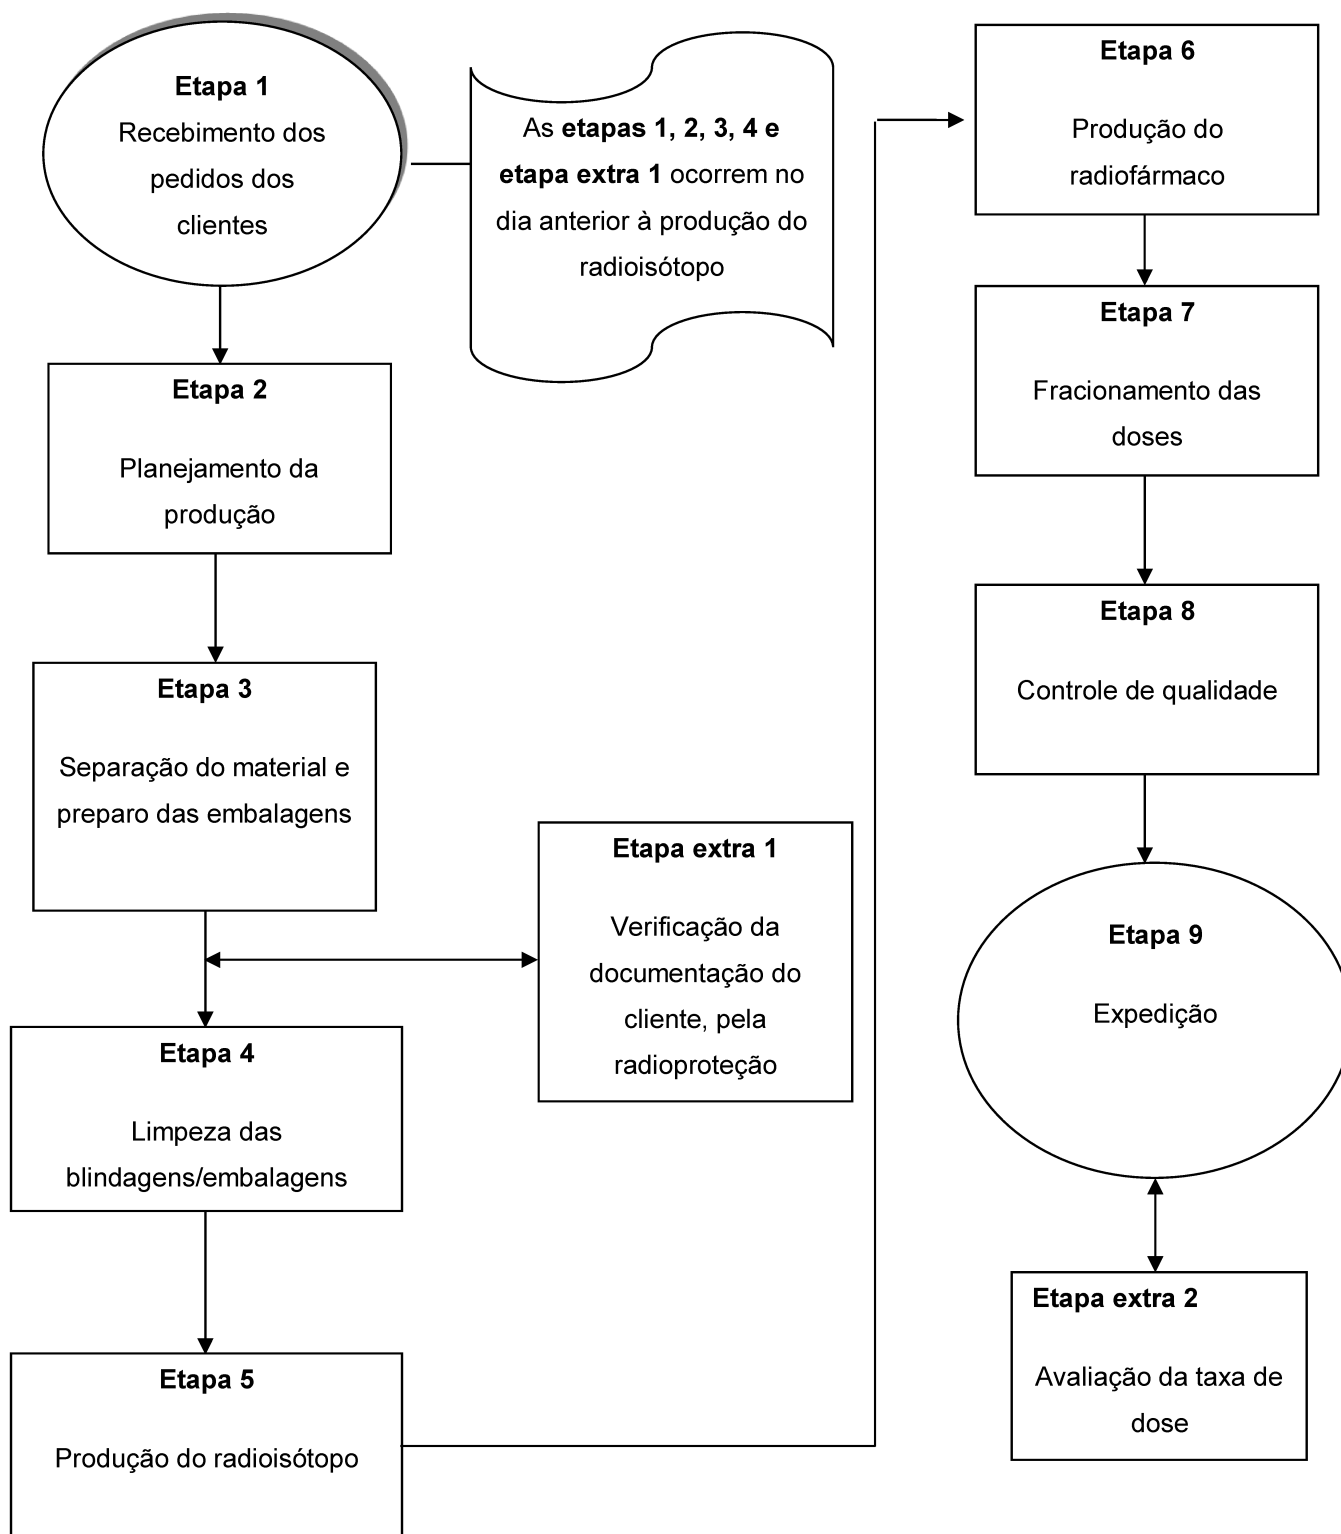 Etapa 1
Recebimento dos
pedidos dos
clientes
As etapas 1, 2, 3, 4 e
etapa extra 1 ocorrem no
dia anterior à produção do
radioisótopo
Etapa 2
Planejamento da
produção
Etapa 3
Separação do material e
preparo das embalagens
Etapa extra 1
Verificação da
documentação do
cliente, pela
radioproteção
Etapa 4
Limpeza das
blindagens/embalagens
Etapa 5
Produção do radioisótopo
Etapa 6
Produção do
radiofármaco
Etapa 7
Fracionamento das
doses
Etapa 8
Controle de qualidade
Etapa 9
Expedição
Etapa extra 2
Avaliação da taxa de
dose